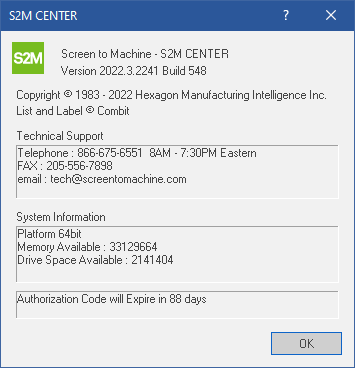 S2M CENTER
?
S2M
Screen to Machine - S2M CENTER
Version 2022.3.2241 Build 548
Copyright © 1983 - 2022 Hexagon Manufacturing Intelligence Inc.
List and Label © Combit
Technical Support
Telephone : 866-675-6551  8AM - 7:30PM Eastern
FAX : 205-556-7898
email : tech@screentomachine.com
System Information
Platform 64bit
Memory Available : 33129664
Drive Space Available : 2141404
Authorization Code will Expire in 88 days
OK